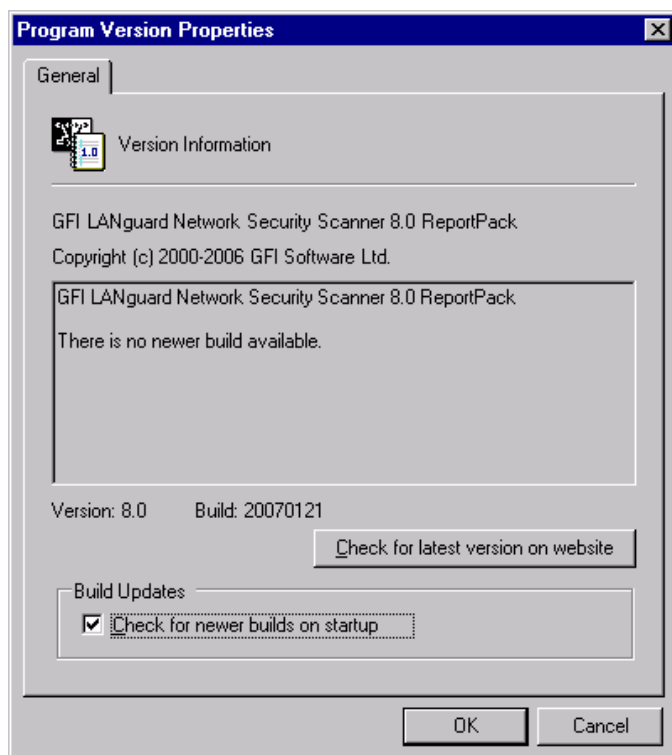 Program Version Properties
General
1.0
Version Information
GFI LANguard Network Security Scanner 8.0 ReportPack
Copyright (c) 2000-2006 GFI Software Ltd.
GFI LANguard Network Security Scanner 8.0 ReportPack
There is no newer build available.
Version: 8.0 Build: 20070121
Check for latest version on website
Build Updates
Check for newer builds on startup
OK Cancel